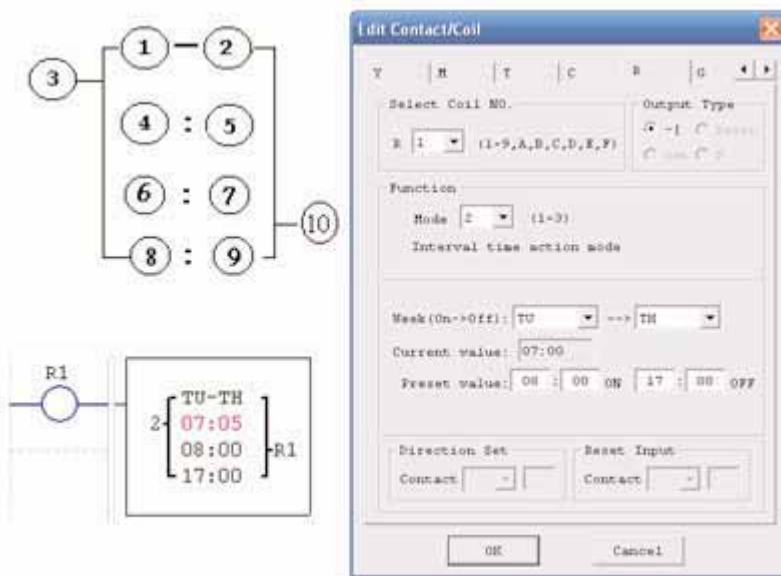 1 - 2
3
4 : 5
6 : 7
8 : 9
10
R1
TU-TH
2
07:05
08:00
R1
17:00
Edit Contact/Coil
Y M T C R G
Select Coil NO.
R 1 (1-9,A,B,C,D,E,F)
Output Type
-[
P
Function
Mode 2 (1-3)
Interval time action mode
Week(On->Off): TU --> TH
Current value: 07:00
Preset value: 08 : 00 ON 17 : 00 OFF
Direction Set
Contact
Reset Input
Contact
OK Cancel